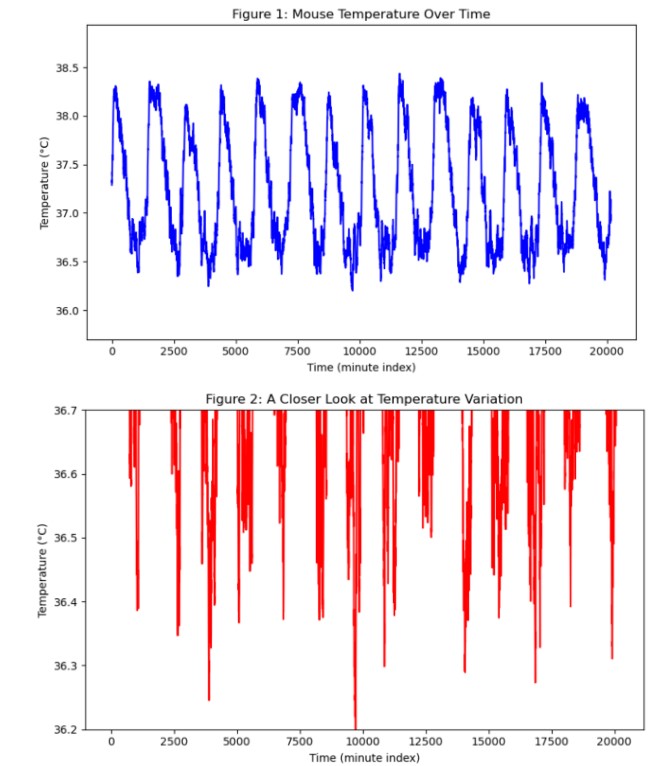 Figure 1: Mouse Temperature Over Time
38.5
38.0
37.5
37.0
36.5
36.0
Temperature (°C)
0 2500 5000 7500 10000 12500 15000 17500 20000
Time (minute index)
Figure 2: A Closer Look at Temperature Variation
36.7
36.6
36.5
36.4
36.3
36.2
Temperature (°C)
0 2500 5000 7500 10000 12500 15000 17500 20000
Time (minute index)